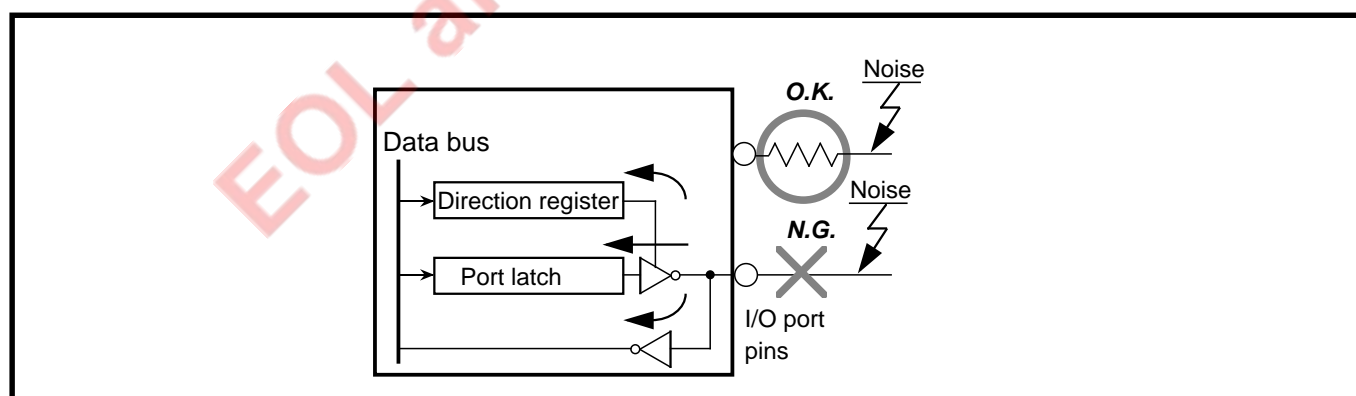 EOL a
Noise
O.K.
Data bus
Noise
Direction register
N.G.
Port latch
I/O port
pins